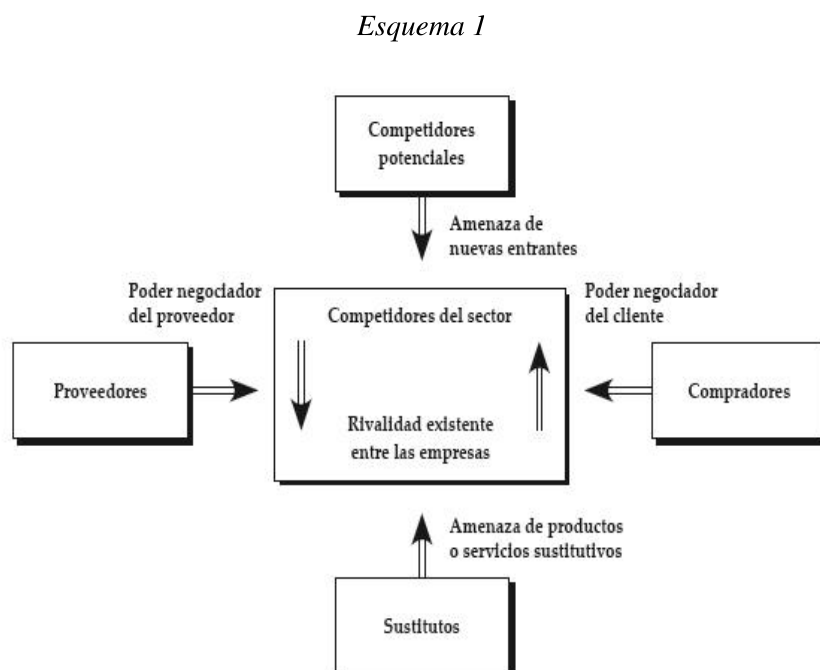 Esquema 1
Competidores
potenciales
Amenaza de
nuevas entrantes
Poder negociador
del proveedor
Competidores del sector
Poder negociador
del cliente
Proveedores
Rivalidad existente
entre las empresas
Compradores
Amenaza de productos
o servicios sustitutivos
Sustitutos